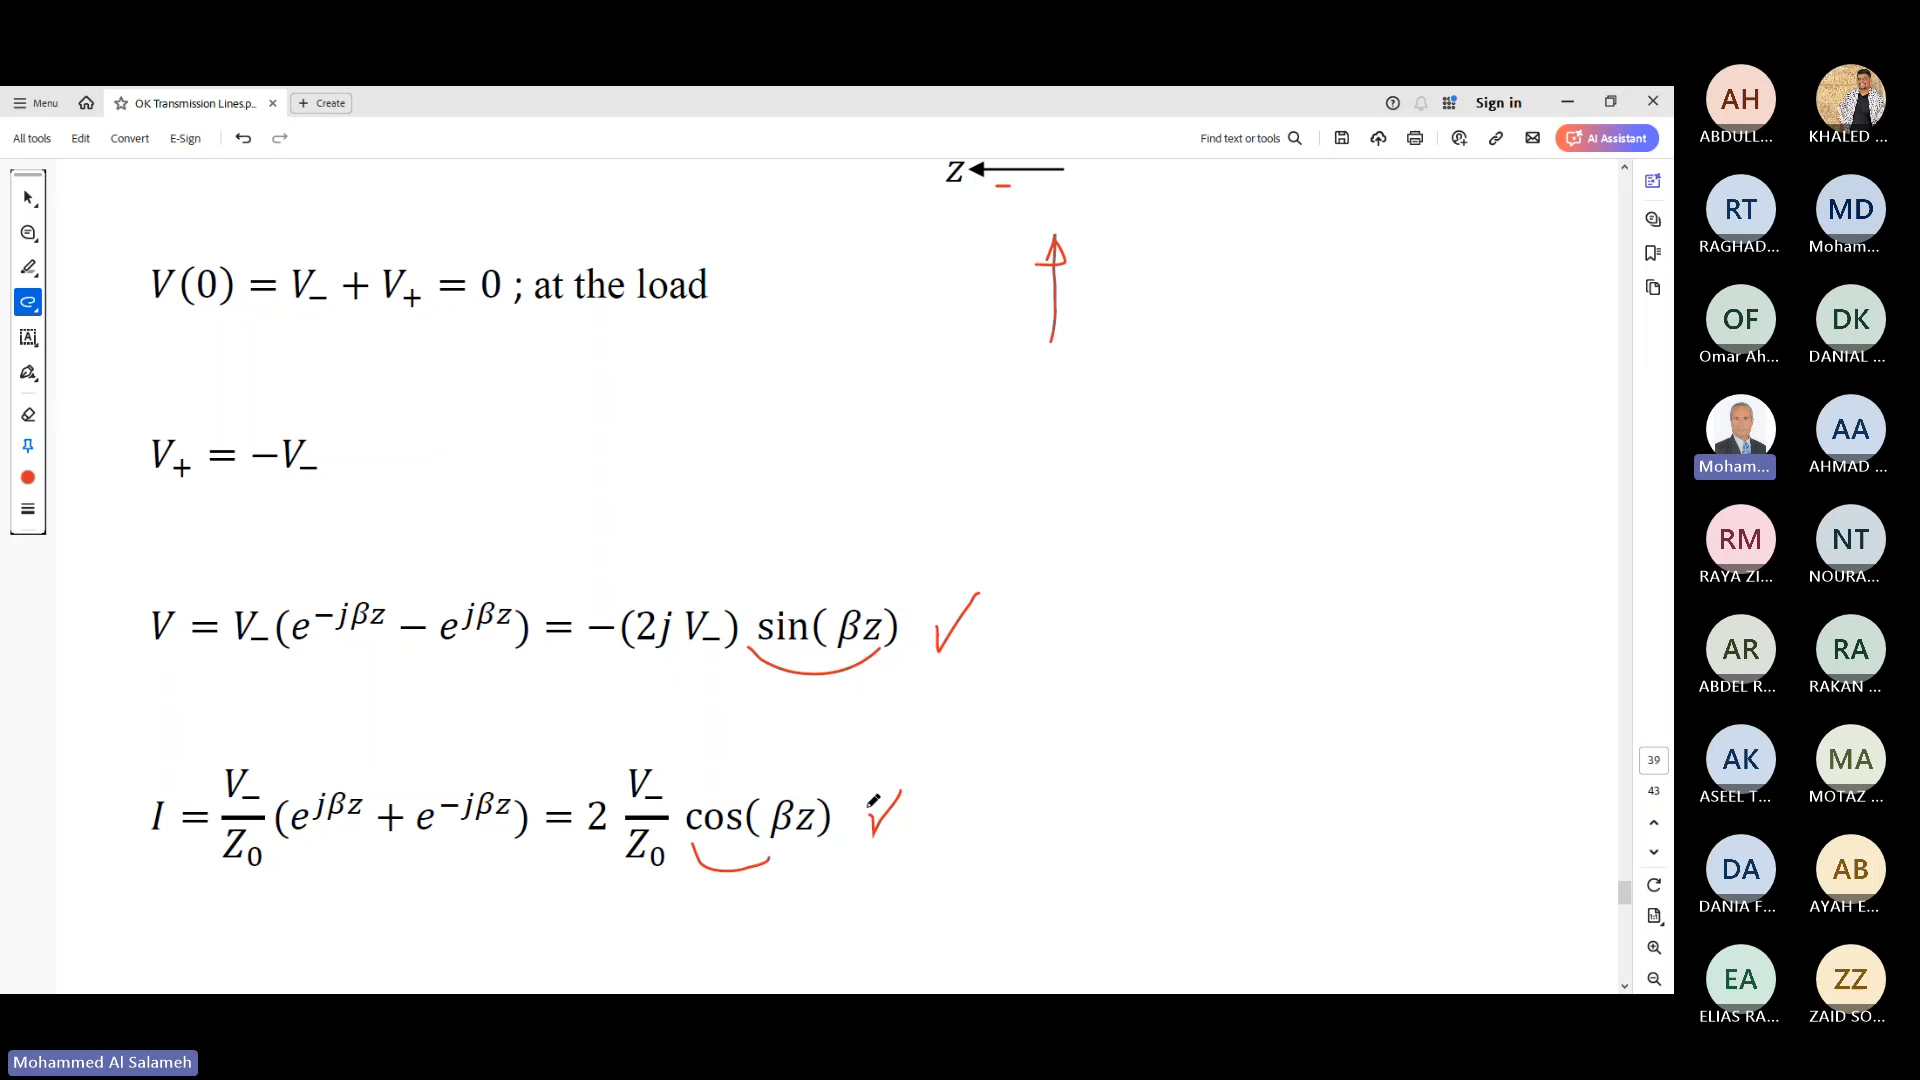 Menu OK Transmission Lines.p... × + Create Sign in
All tools Edit Convert E-Sign Find text or tools AI Assistant
z
V(0) = V₋ + V₊ = 0 ; at the load
V₊ = −V₋
V = V₋(e^{−jβz} − e^{jβz}) = −(2j V₋) sin( βz) ✓
I = V₋/Z₀ (e^{jβz} + e^{−jβz}) = 2 V₋/Z₀ cos( βz) ✓
39
43
AH
ABDULL...
KHALED ...
RT
RAGHAD...
MD
Moham...
OF
Omar Ah...
DK
DANIAL ...
Moham...
AA
AHMAD ...
RM
RAYA ZI...
NT
NOURA...
AR
ABDEL R...
RA
RAKAN ...
AK
ASEEL T...
MA
MOTAZ ...
DA
DANIA F...
AB
AYAH E...
EA
ELIAS RA...
ZZ
ZAID SO...
Mohammed Al Salameh